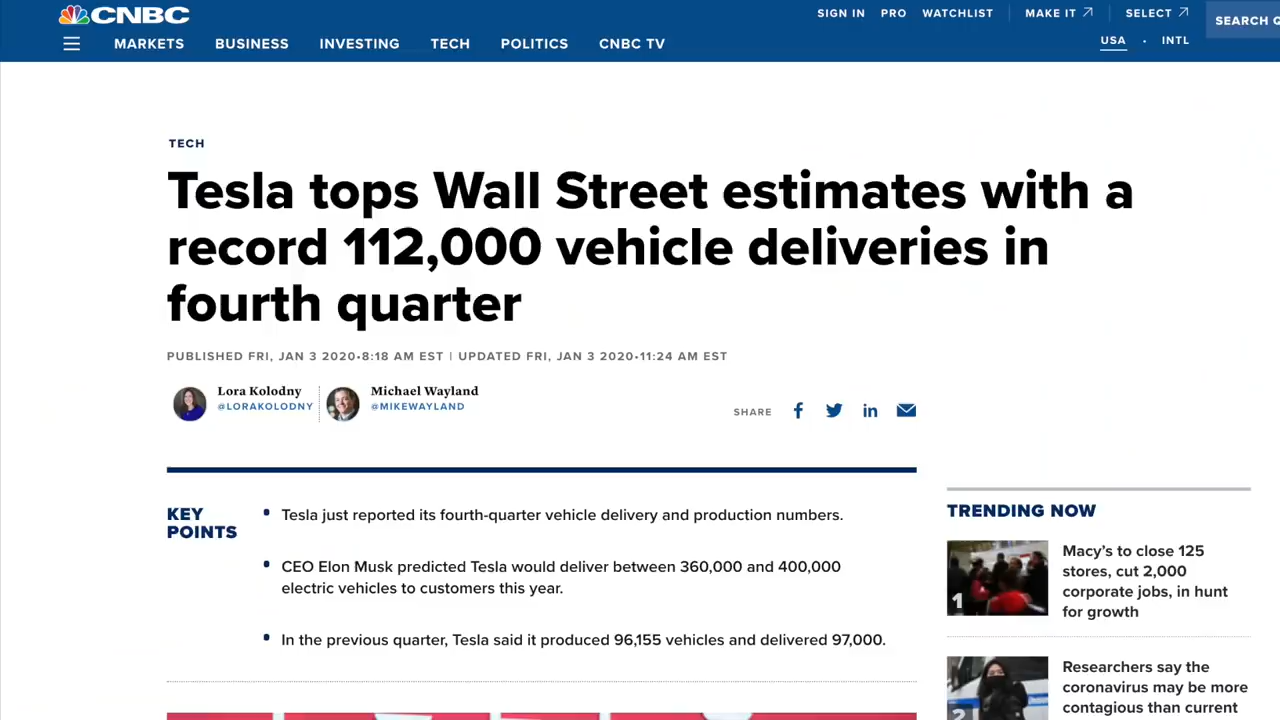 CNBC
SIGN IN PRO WATCHLIST MAKE IT SELECT SEARCH Q
USA · INTL
MARKETS BUSINESS INVESTING TECH POLITICS CNBC TV
TECH
Tesla tops Wall Street estimates with a
record 112,000 vehicle deliveries in
fourth quarter
PUBLISHED FRI, JAN 3 2020•8:18 AM EST | UPDATED FRI, JAN 3 2020•11:24 AM EST
Lora Kolodny
@LORAKOLODNY
Michael Wayland
@MIKEWAYLAND
SHARE
KEY
POINTS
• Tesla just reported its fourth-quarter vehicle delivery and production numbers.
• CEO Elon Musk predicted Tesla would deliver between 360,000 and 400,000
electric vehicles to customers this year.
• In the previous quarter, Tesla said it produced 96,155 vehicles and delivered 97,000.
TRENDING NOW
1
Macy's to close 125
stores, cut 2,000
corporate jobs, in hunt
for growth
2
Researchers say the
coronavirus may be more
contagious than current